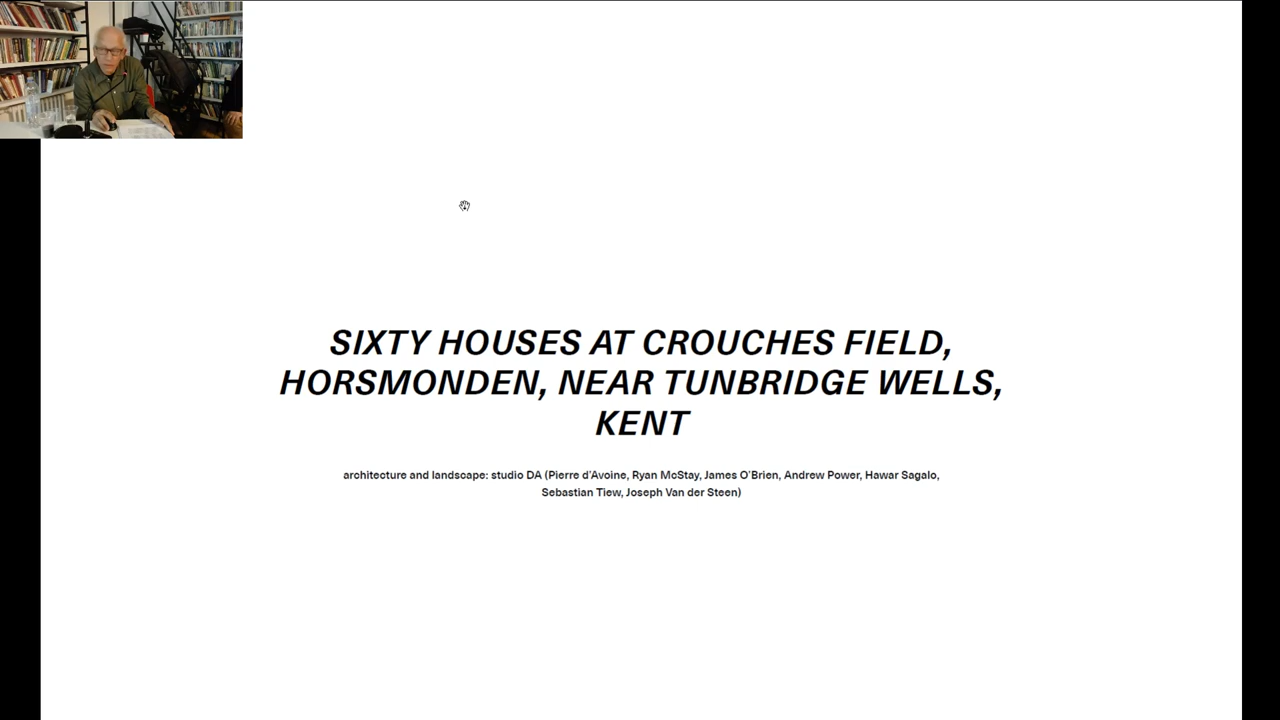 SIXTY HOUSES AT CROUCHES FIELD,
HORSMONDEN, NEAR TUNBRIDGE WELLS,
KENT
architecture and landscape: studio DA (Pierre d'Avoine, Ryan McStay, James O'Brien, Andrew Power, Hawar Sagalo,
Sebastian Tiew, Joseph Van der Steen)